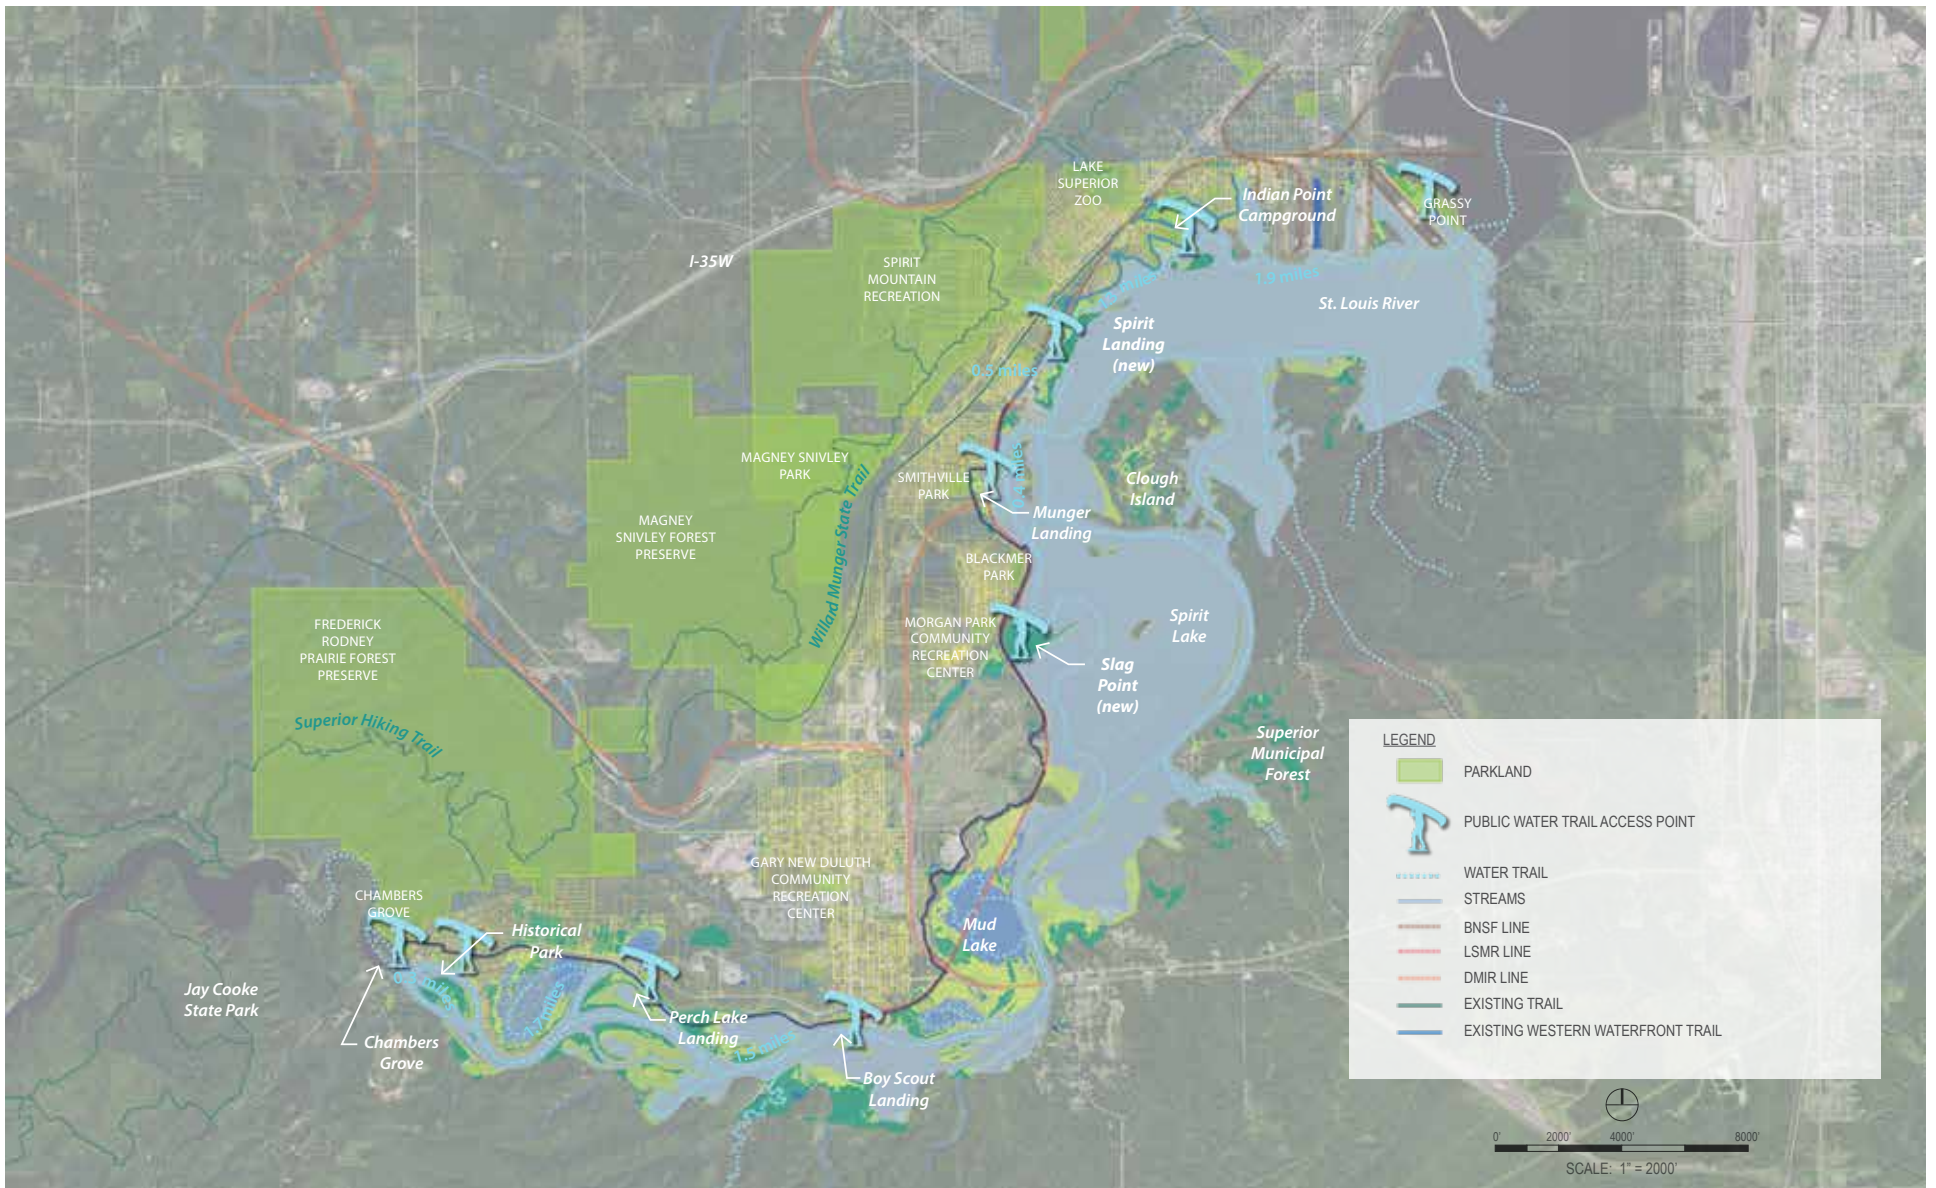 LAKE
SUPERIOR
ZOO
Indian Point
Campground
GRASSY
POINT
I-35W
SPIRIT
MOUNTAIN
RECREATION
1.9 miles
St. Louis River
Spirit
Landing
(new)
0.8 miles
MAGNEY SNIVLEY
PARK
SMITHVILLE
PARK
miles
Clough
Island
Munger
Landing
MAGNEY
SNIVLEY FOREST
PRESERVE
Willard Munger State Trail
BLACKMER
PARK
FREDERICK
RODNEY
PRAIRIE FOREST
PRESERVE
MORGAN PARK
COMMUNITY
RECREATION
CENTER
Spirit
Lake
Slag
Point
(new)
Superior Hiking Trail
Superior
Municipal
Forest
GARY NEW DULUTH
COMMUNITY
RECREATION
CENTER
CHAMBERS
GROVE
Historical
Park
Mud
Lake
miles
miles
Jay Cooke
State Park
Perch Lake
Landing
1.5 miles
Chambers
Grove
Boy Scout
Landing
LEGEND
PARKLAND
PUBLIC WATER TRAIL ACCESS POINT
WATER TRAIL
STREAMS
BNSF LINE
LSMR LINE
DMIR LINE
EXISTING TRAIL
EXISTING WESTERN WATERFRONT TRAIL
0' 2000' 4000' 8000'
SCALE: 1" = 2000'